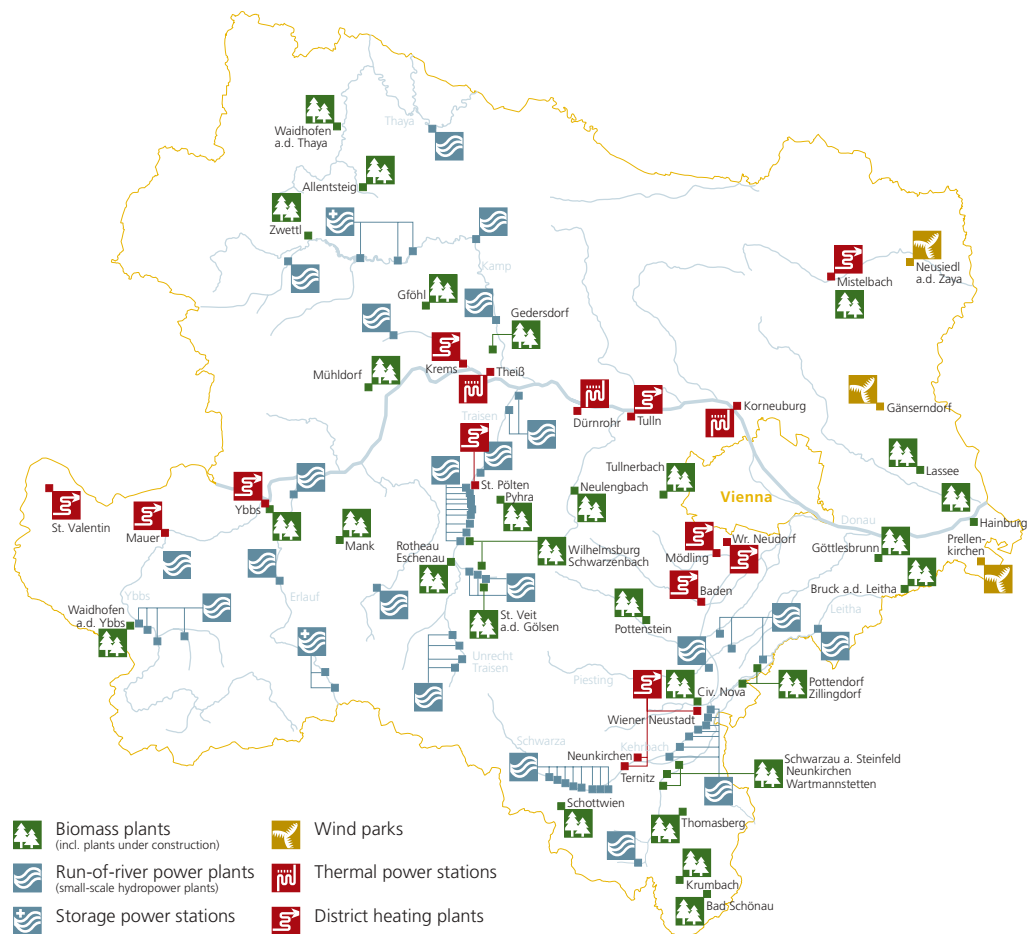 Waidhofen
a.d. Thaya
Thaya
Allentsteig
Zwettl
Kamp
Gföhl
Gedersdorf
Mistelbach
Neusiedl
a.d. Zaya
Mühldorf
Krems
Theiß
Traisen
Dürnrohr
Tulln
Korneuburg
Gänserndorf
Lassee
Hainburg
St. Valentin
Mauer
Ybbs
Mank
St. Pölten
Pyhra
Neulengbach
Tullnerbach
Vienna
Donau
Göttlesbrunn
Prellen-
kirchen
Bruck a.d. Leitha
Leitha
Rotheau
Eschenau
Wilhelmsburg
Schwarzenbach
Wr. Neudorf
Mödling
Baden
Ybbs
Waidhofen
a.d. Ybbs
Erlauf
St. Veit
a.d. Gölsen
Pottenstein
Unrecht
Traisen
Piesting
Civ. Nova
Pottendorf
Zillingdorf
Wiener Neustadt
Schwarza
Kehrbach
Neunkirchen
Ternitz
Schwarzau a. Steinfeld
Neunkirchen
Wartmannstetten
Schottwien
Thomasberg
Krumbach
Bad Schönau
Biomass plants
(incl. plants under construction)
Run-of-river power plants
(small-scale hydropower plants)
Storage power stations
Wind parks
Thermal power stations
District heating plants